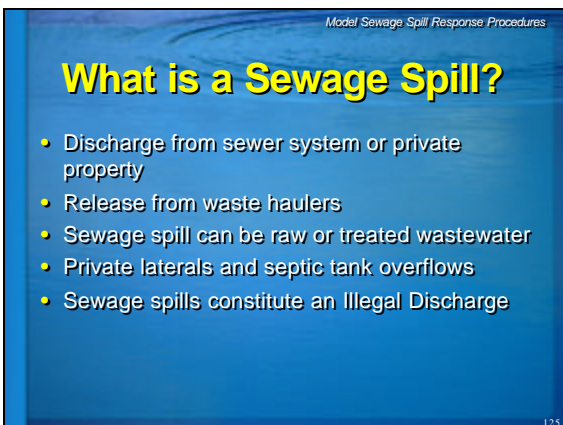 Model Sewage Spill Response Procedures
What is a Sewage Spill?
• Discharge from sewer system or private
property
• Release from waste haulers
• Sewage spill can be raw or treated wastewater
• Private laterals and septic tank overflows
• Sewage spills constitute an Illegal Discharge
125